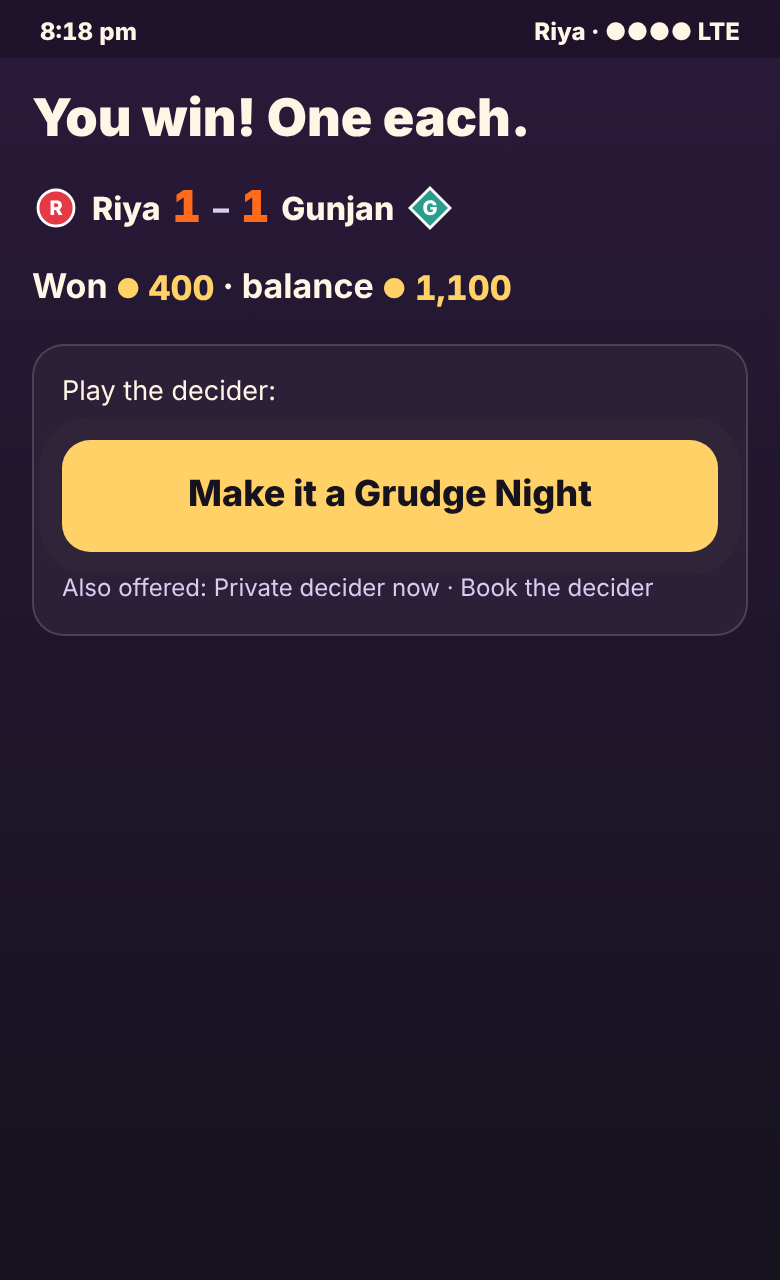 8:18 pm
Riya · ●●●● LTE
You win! One each.
R Riya 1 – 1 Gunjan G
Won 400 · balance 1,100
Play the decider:
Make it a Grudge Night
Also offered: Private decider now · Book the decider